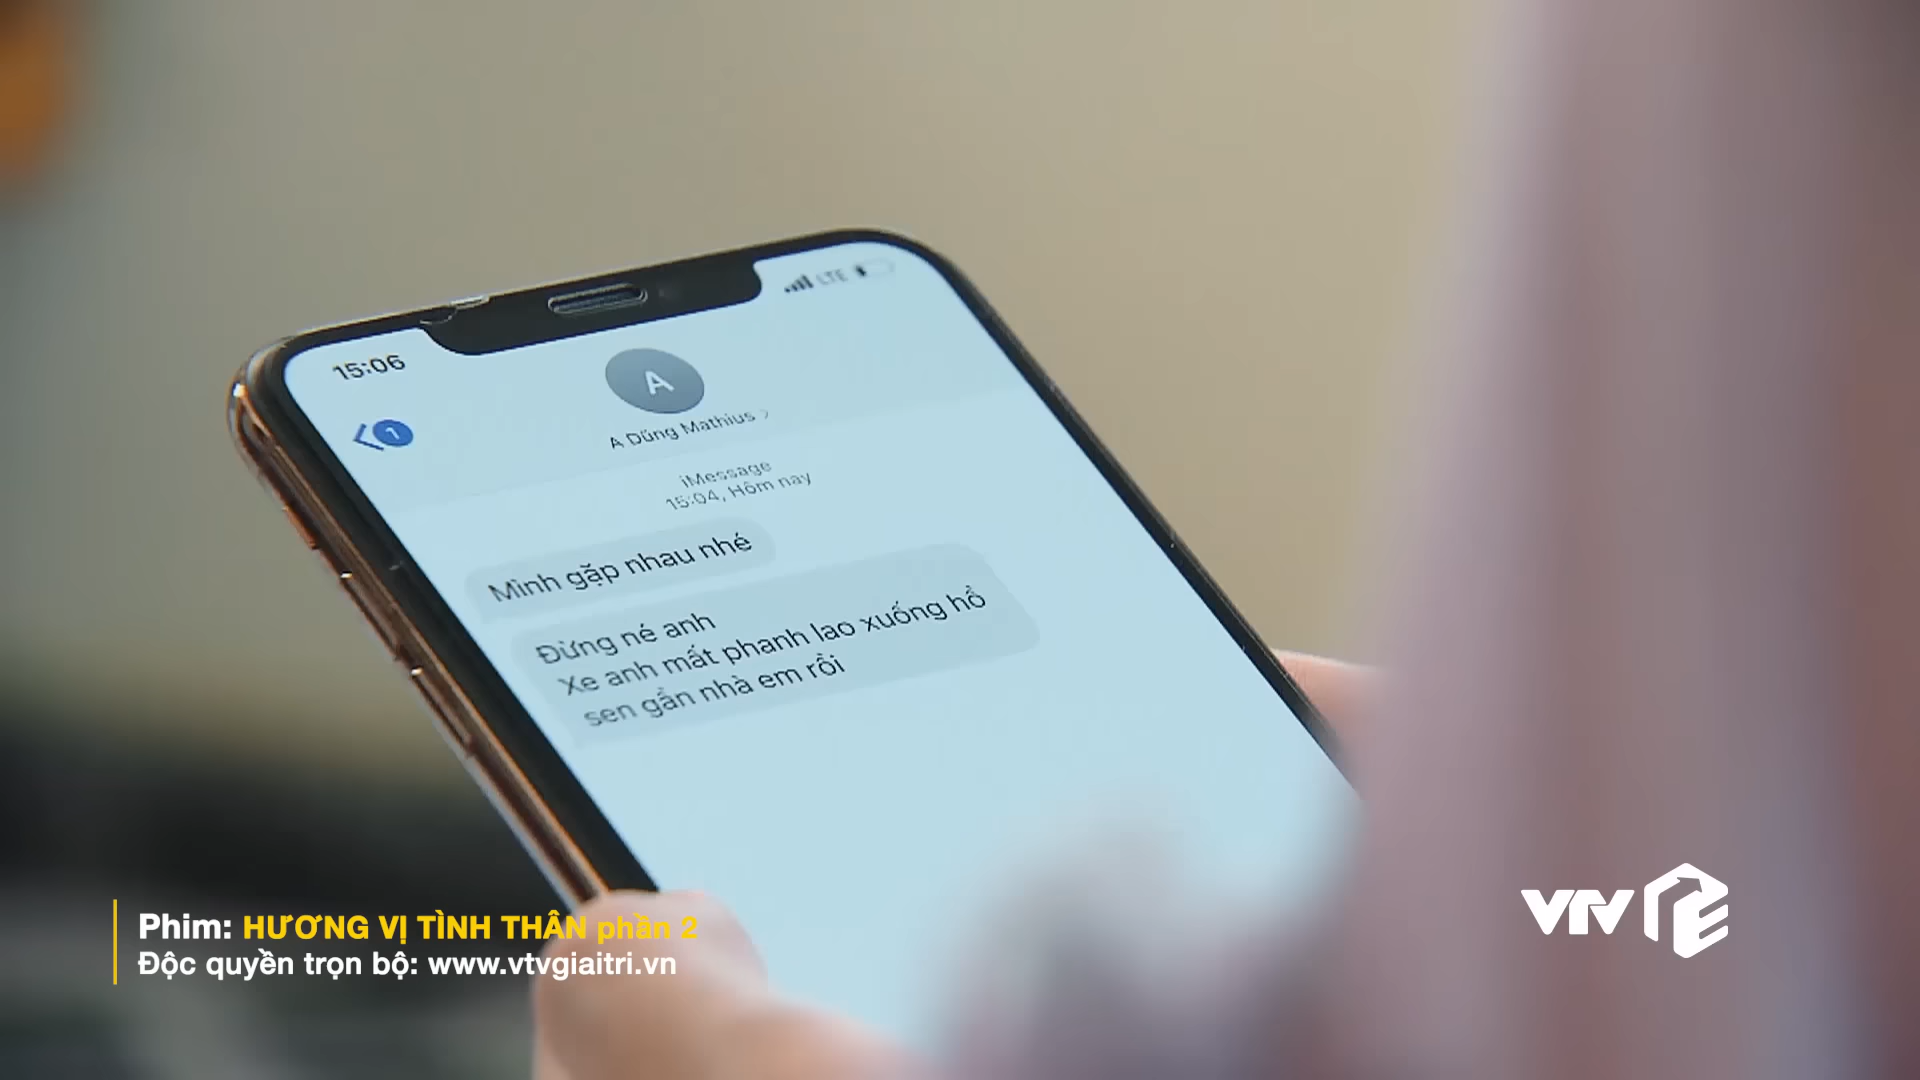 15:06
LTE
1
A
A Dũng Mathius
iMessage
15:04, Hôm nay
Mình gặp nhau nhé
Đừng né anh
Xe anh mất phanh lao xuống hồ
sen gần nhà em rồi
Phim: HƯƠNG VỊ TÌNH THÂN phần 2
Độc quyền trọn bộ: www.vtvgiaitri.vn
VTV